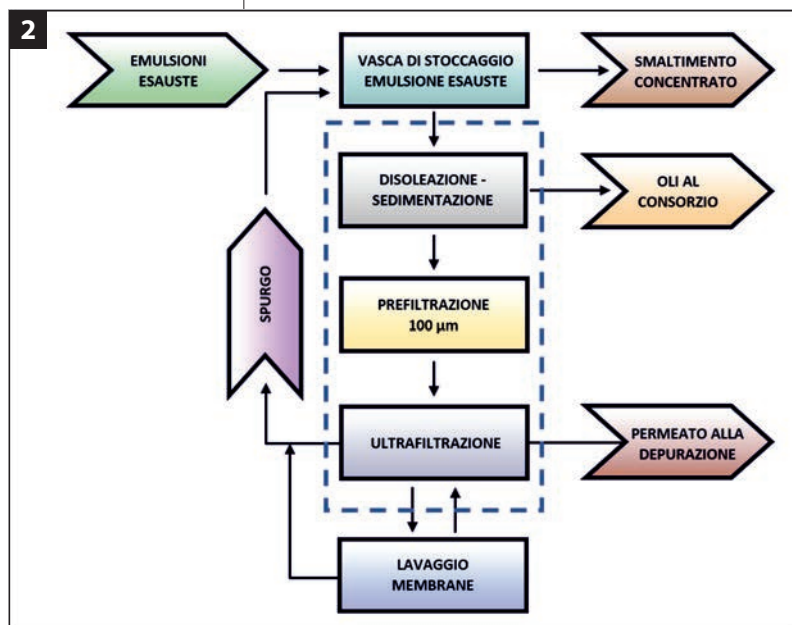 2
EMULSIONI
ESAUSTE
VASCA DI STOCCAGGIO
EMULSIONE ESAUSTE
SMALTIMENTO
CONCENTRATO
DISOLEAZIONE -
SEDIMENTAZIONE
OLI AL
CONSORZIO
SPURGO
PREFILTRAZIONE
100 µm
ULTRAFILTRAZIONE
PERMEATO ALLA
DEPURAZIONE
LAVAGGIO
MEMBRANE